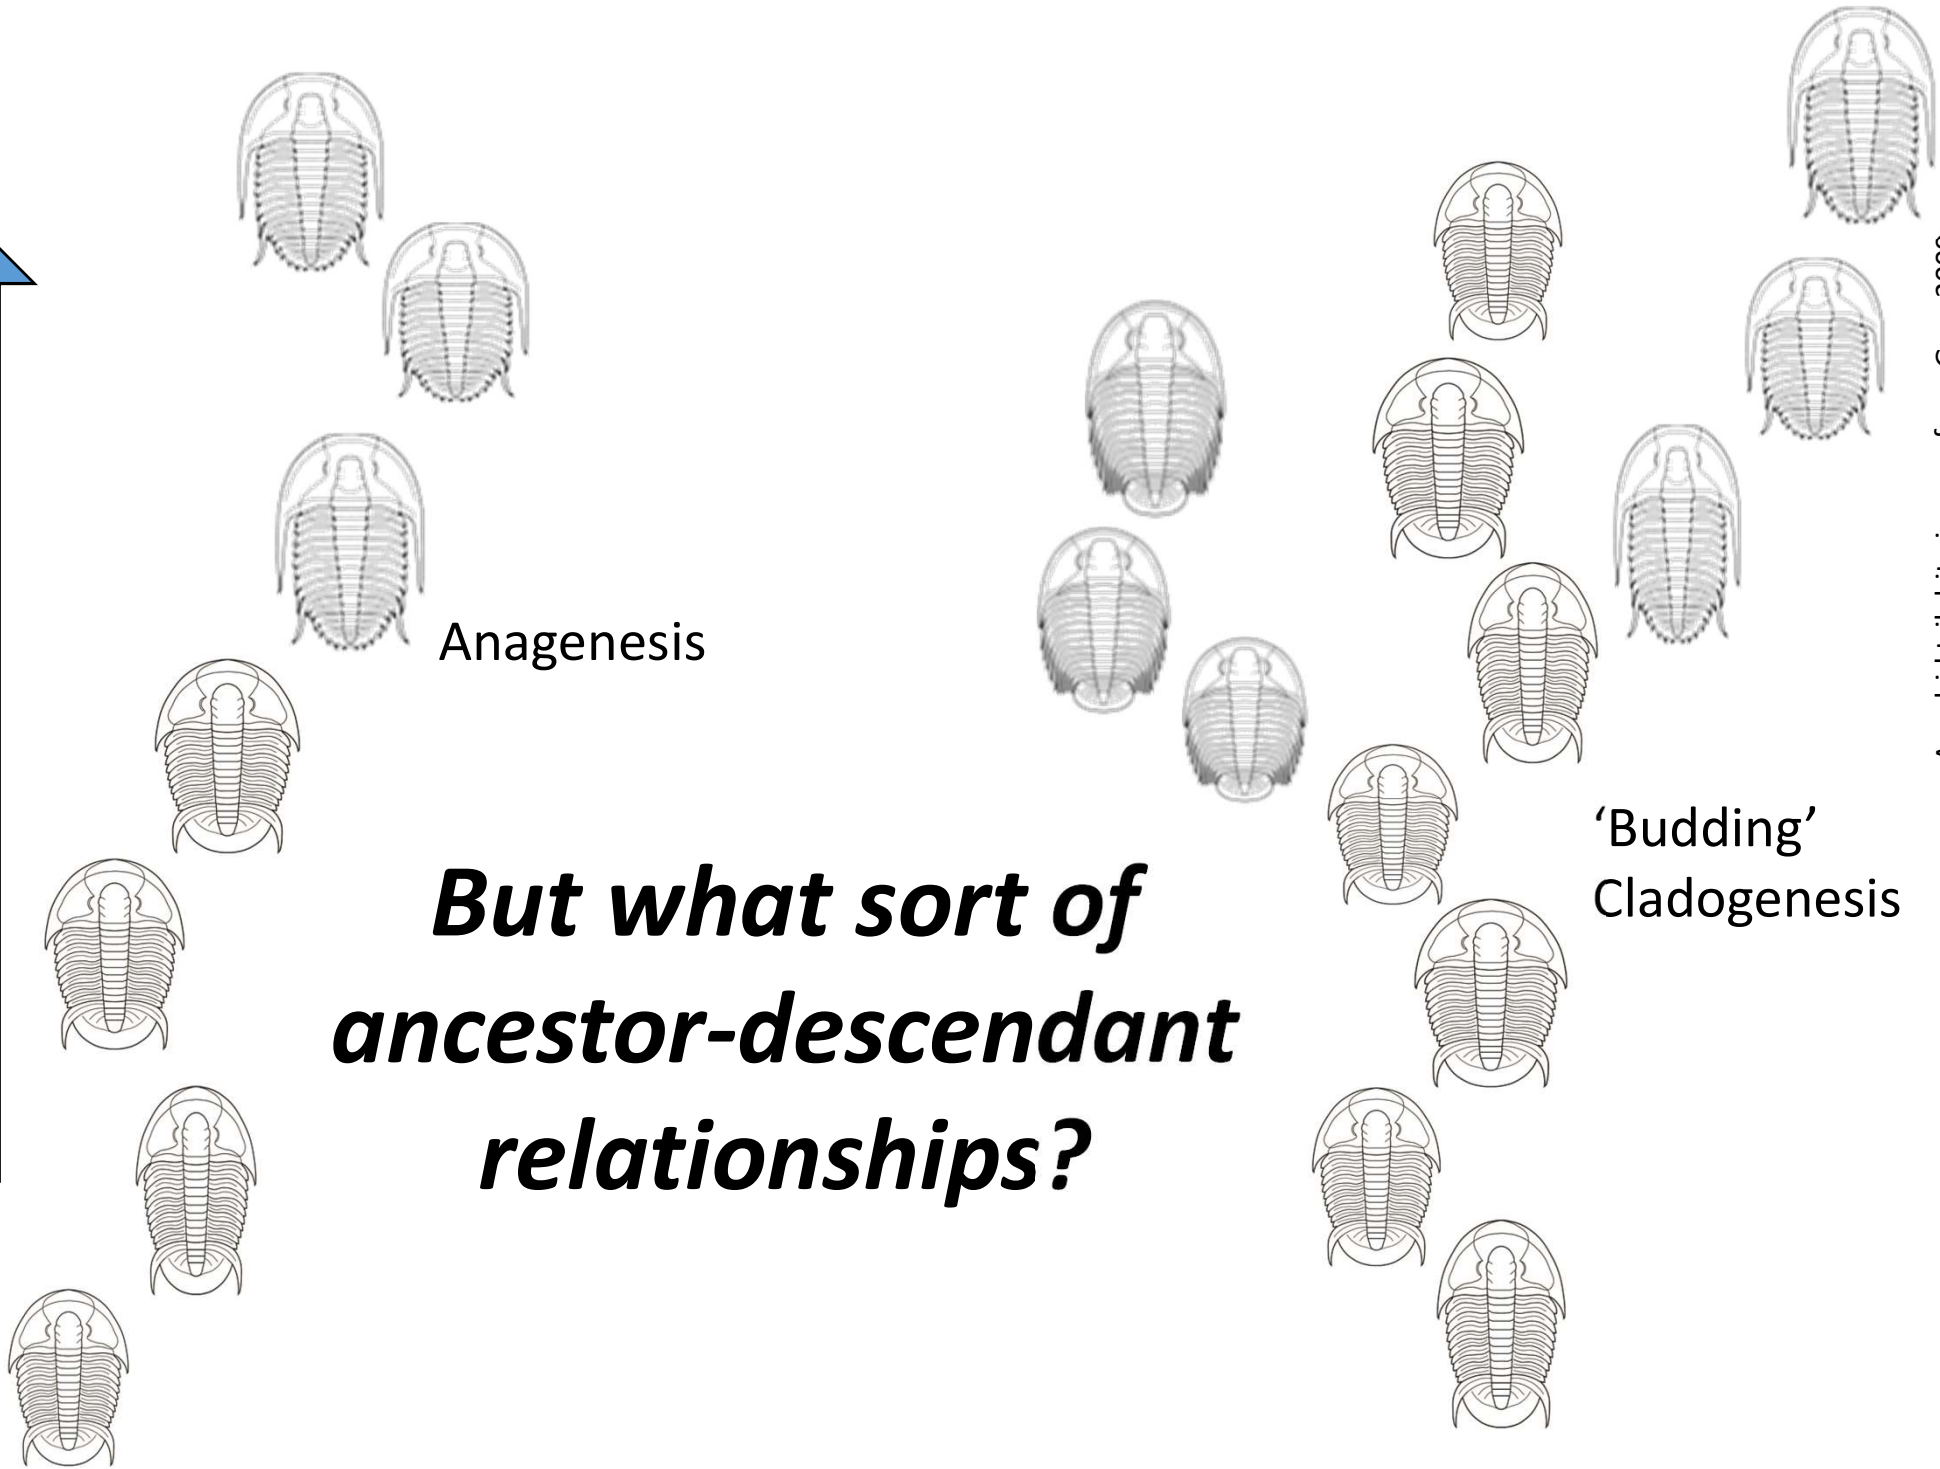 Anagenesis
‘Budding’
Cladogenesis
But what sort of
ancestor-descendant
relationships?